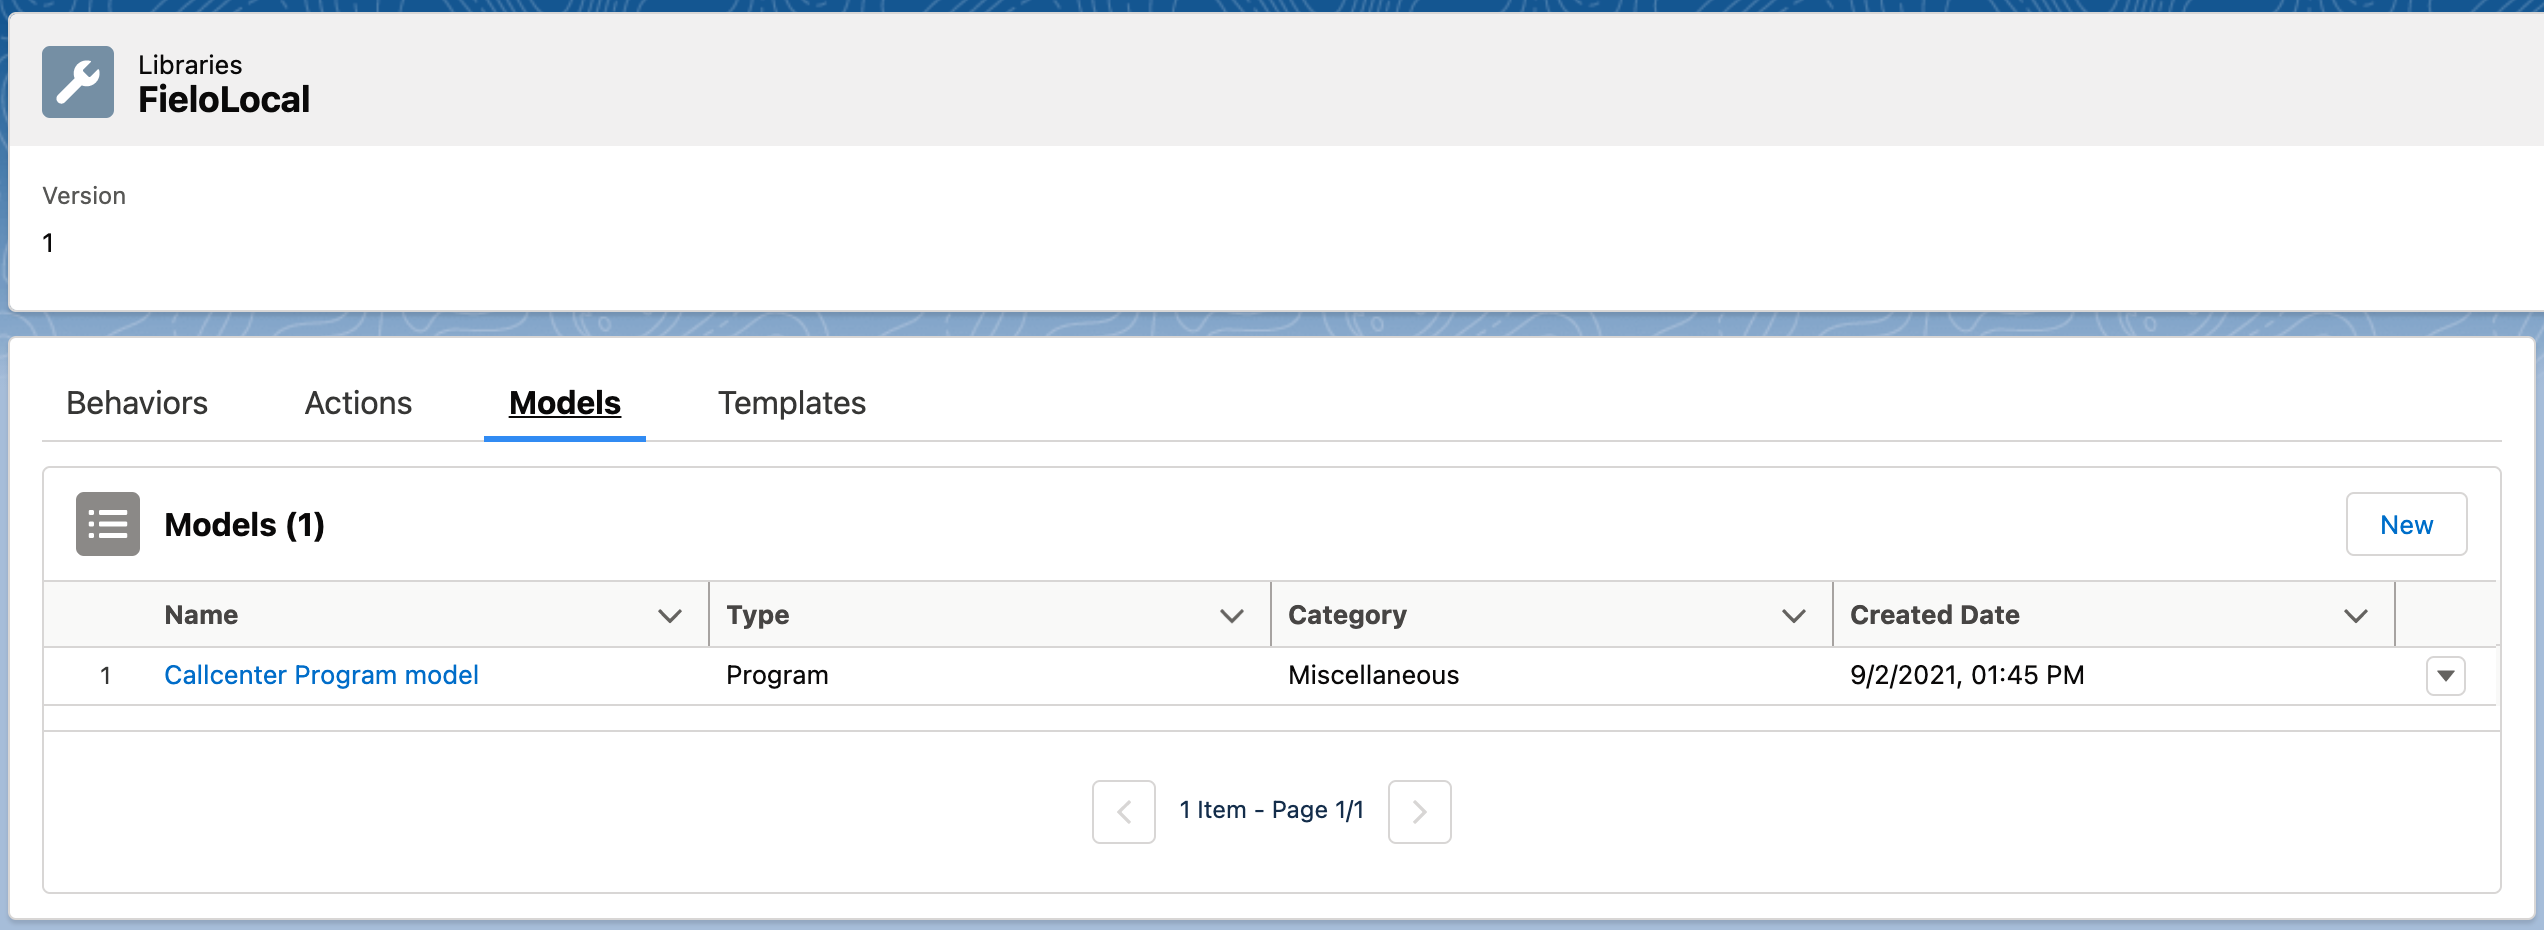 Libraries
FieloLocal
Version
1
Behaviors Actions Models Templates
Models (1) New
Name Type Category Created Date
1 Callcenter Program model Program Miscellaneous 9/2/2021, 01:45 PM
1 Item - Page 1/1